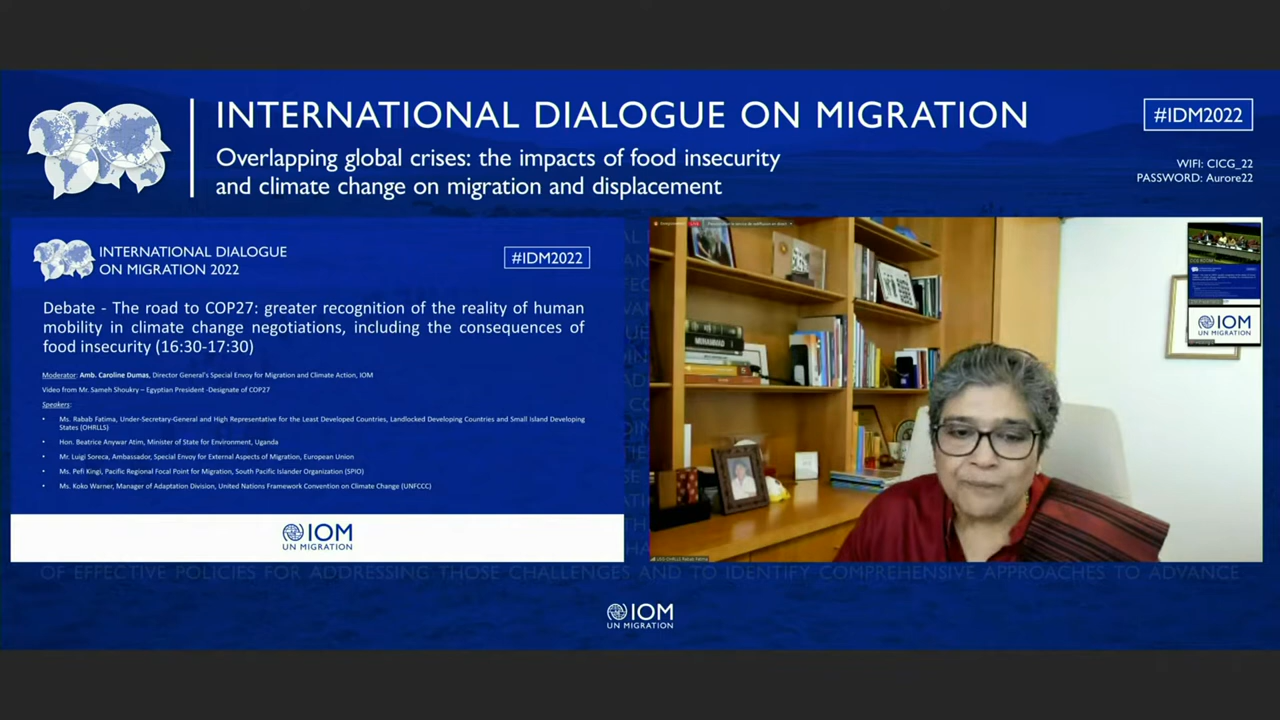 INTERNATIONAL DIALOGUE ON MIGRATION
Overlapping global crises: the impacts of food insecurity
and climate change on migration and displacement
#IDM2022
WIFI: CICG_22
PASSWORD: Aurore22
INTERNATIONAL DIALOGUE
ON MIGRATION 2022
#IDM2022
Debate - The road to COP27: greater recognition of the reality of human
mobility in climate change negotiations, including the consequences of
food insecurity (16:30-17:30)
Moderator: Amb. Caroline Dumas, Director General's Special Envoy for Migration and Climate Action, IOM
Video from Mr. Sameh Shoukry – Egyptian President -Designate of COP27
Speakers:
• Ms. Rabab Fatima, Under-Secretary-General and High Representative for the Least Developed Countries, Landlocked Developing Countries and Small Island Developing
States (OHRLLS)
• Hon. Beatrice Anywar Atim, Minister of State for Environment, Uganda
• Mr. Luigi Soreca, Ambassador, Special Envoy for External Aspects of Migration, European Union
• Ms. Pefi Kingi, Pacific Regional Focal Point for Migration, South Pacific Islander Organization (SPIO)
• Ms. Koko Warner, Manager of Adaptation Division, United Nations Framework Convention on Climate Change (UNFCCC)
IOM
UN MIGRATION
LIVE
MUHAMMAD
IOM
UN MIGRATION
USG OHRLLS Rabab Fatima
OF EFFECTIVE POLICIES FOR ADDRESSING THOSE CHALLENGES AND TO IDENTIFY COMPREHENSIVE APPROACHES TO ADVANCE
IOM
UN MIGRATION